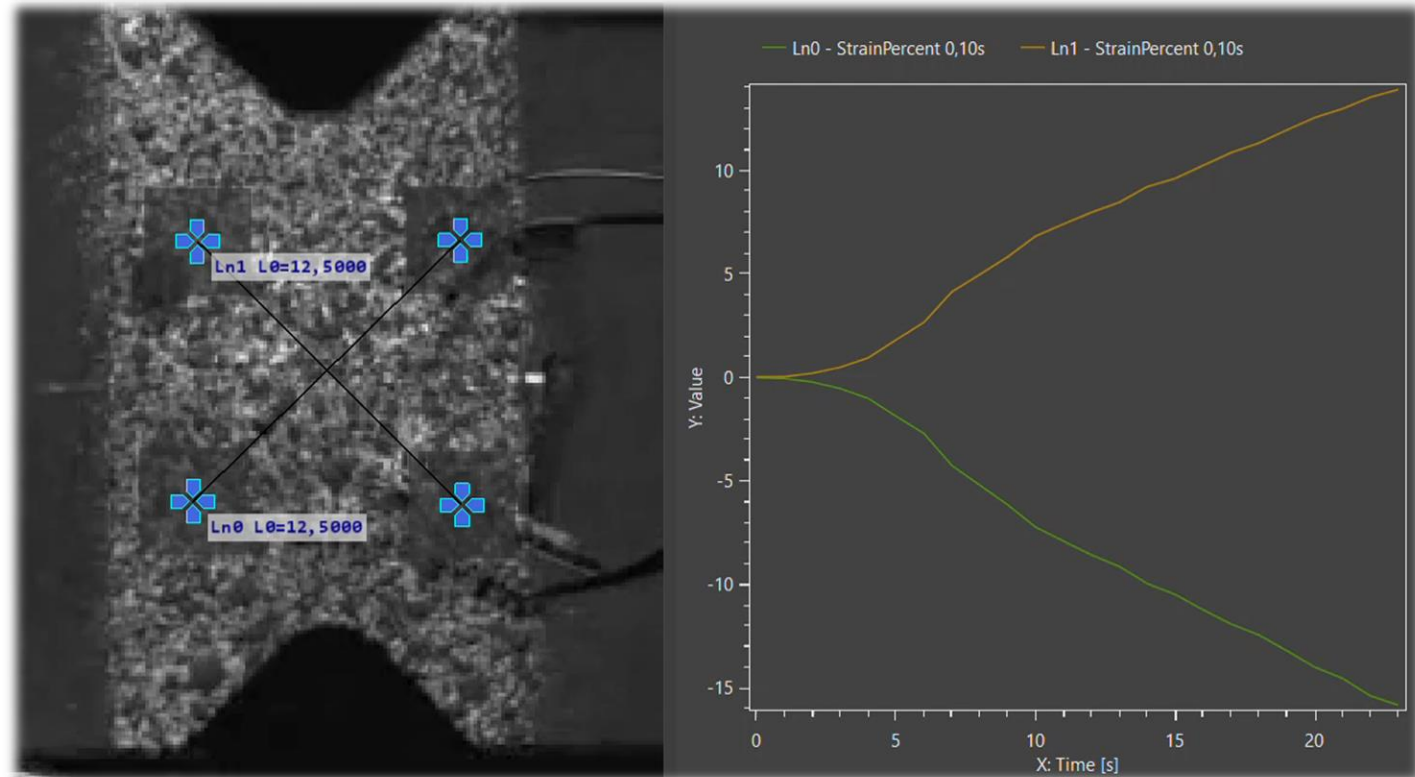 Ln1 L0=12,5000
Ln0 L0=12,5000
Ln0 - StrainPercent 0,10s
Ln1 - StrainPercent 0,10s
Y: Value
10
5
0
-5
-10
-15
0
5
10
15
20
X: Time [s]